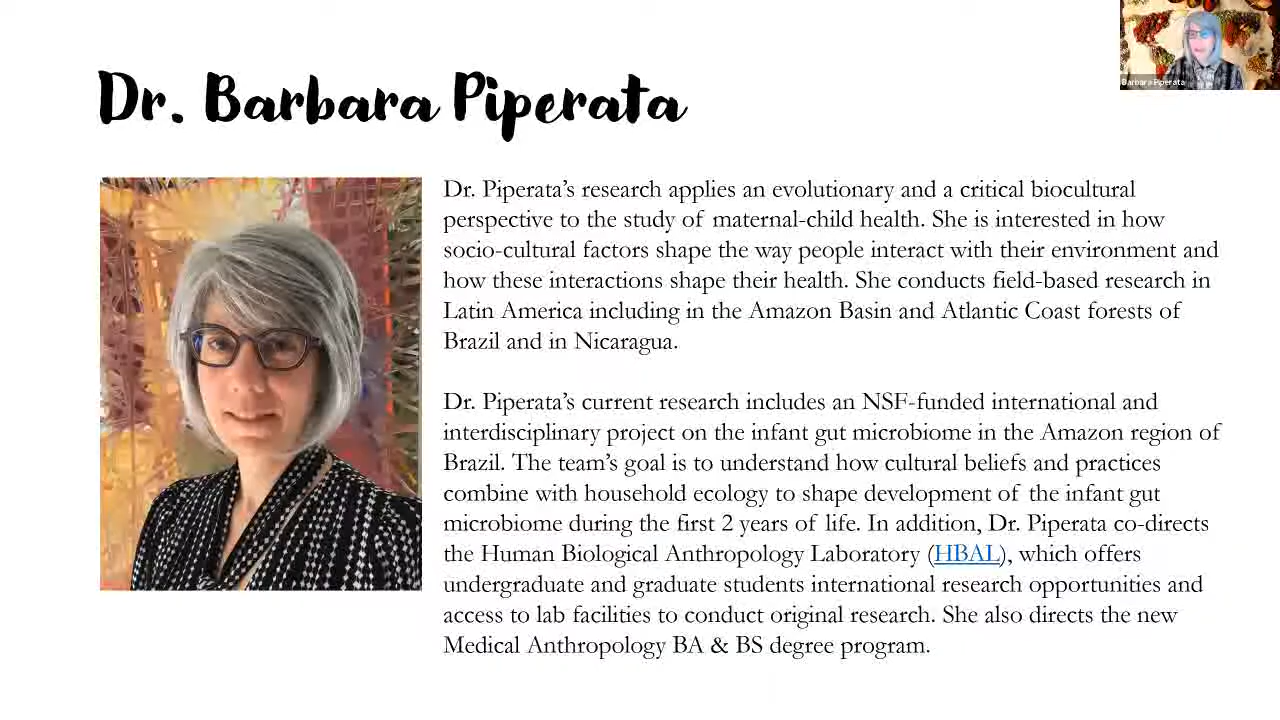 Dr. Barbara Piperata
Barbara Piperata
Dr. Piperata's research applies an evolutionary and a critical biocultural
perspective to the study of maternal-child health. She is interested in how
socio-cultural factors shape the way people interact with their environment and
how these interactions shape their health. She conducts field-based research in
Latin America including in the Amazon Basin and Atlantic Coast forests of
Brazil and in Nicaragua.
Dr. Piperata's current research includes an NSF-funded international and
interdisciplinary project on the infant gut microbiome in the Amazon region of
Brazil. The team's goal is to understand how cultural beliefs and practices
combine with household ecology to shape development of the infant gut
microbiome during the first 2 years of life. In addition, Dr. Piperata co-directs
the Human Biological Anthropology Laboratory (HBAL), which offers
undergraduate and graduate students international research opportunities and
access to lab facilities to conduct original research. She also directs the new
Medical Anthropology BA & BS degree program.